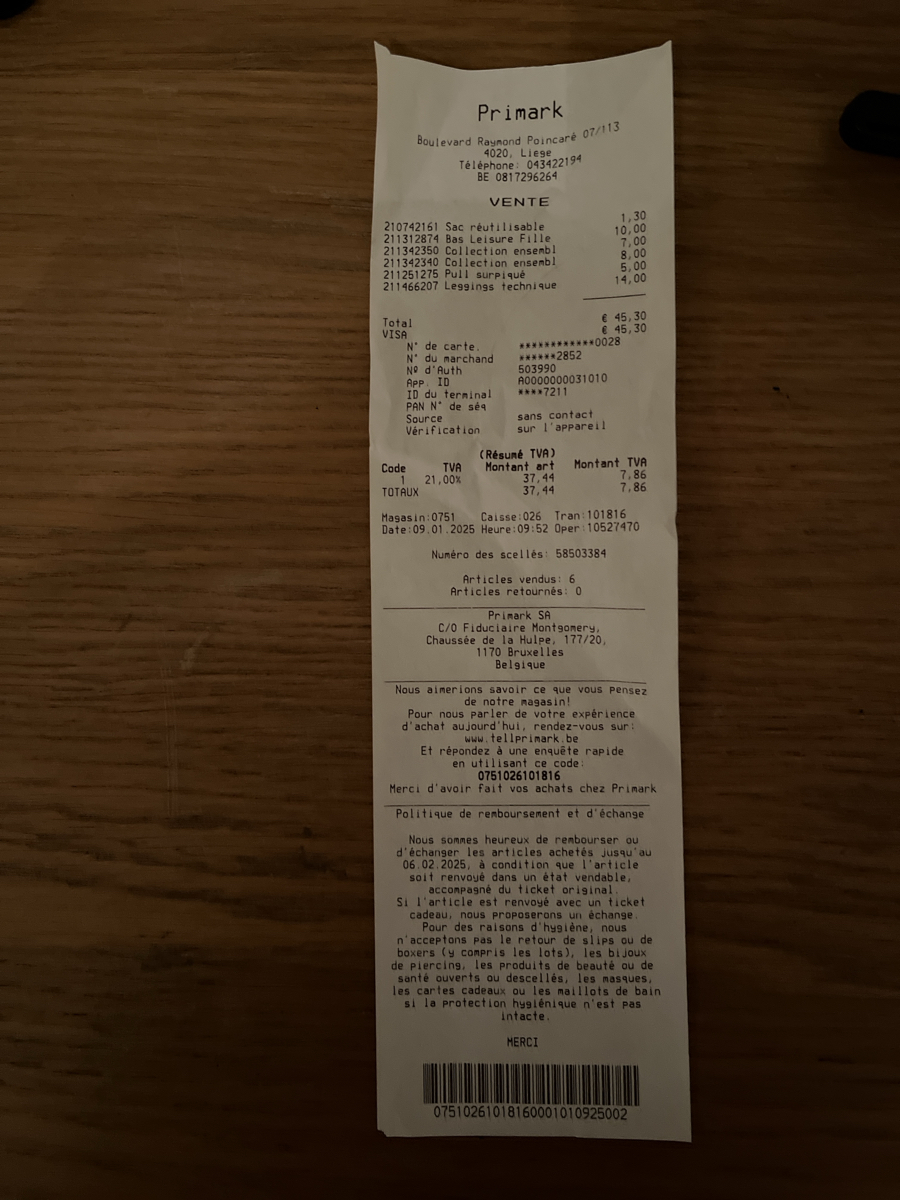 Primark
Boulevard Raymond Poincaré 07/113
4020, Liege
Téléphone: 043422194
BE 0817296264
VENTE
210742161 Sac réutilisable 1,30
211312874 Bas Leisure Fille 10,00
211342350 Collection ensembl 7,00
211342340 Collection ensembl 8,00
211251275 Pull surpiqué 5,00
211466207 Leggings technique 14,00
Total € 45,30
VISA € 45,30
N° de carte. ************0028
N° du marchand ******2852
Nº d'Auth 503990
App. ID A0000000031010
ID du terminal ****7211
PAN N° de séq
Source sans contact
Vérification sur l'appareil
(Résumé TVA)
Code TVA Montant art Montant TVA
1 21,00% 37,44 7,86
TOTAUX 37,44 7,86
Magasin:0751 Caisse:026 Tran:101816
Date:09.01.2025 Heure:09:52 Oper:10527470
Numéro des scellés: 58503384
Articles vendus: 6
Articles retournés: 0
Primark SA
C/O Fiduciaire Montgomery,
Chaussée de la Hulpe, 177/20,
1170 Bruxelles
Belgique
Nous aimerions savoir ce que vous pensez
de notre magasin!
Pour nous parler de votre expérience
d'achat aujourd'hui, rendez-vous sur:
www.tellprimark.be
Et répondez à une enquête rapide
en utilisant ce code:
0751026101816
Merci d'avoir fait vos achats chez Primark
Politique de remboursement et d'échange
Nous sommes heureux de rembourser ou
d'échanger les articles achetés jusqu'au
06.02.2025, à condition que l'article
soit renvoyé dans un état vendable,
accompagné du ticket original.
Si l'article est renvoyé avec un ticket
cadeau, nous proposerons un échange.
Pour des raisons d'hygiène, nous
n'acceptons pas le retour de slips ou de
boxers (y compris les lots), les bijoux
de piercing, les produits de beauté ou de
santé ouverts ou descellés, les masques,
les cartes cadeaux ou les maillots de bain
si la protection hygiénique n'est pas
intacte.
MERCI
07510261018160001010925002